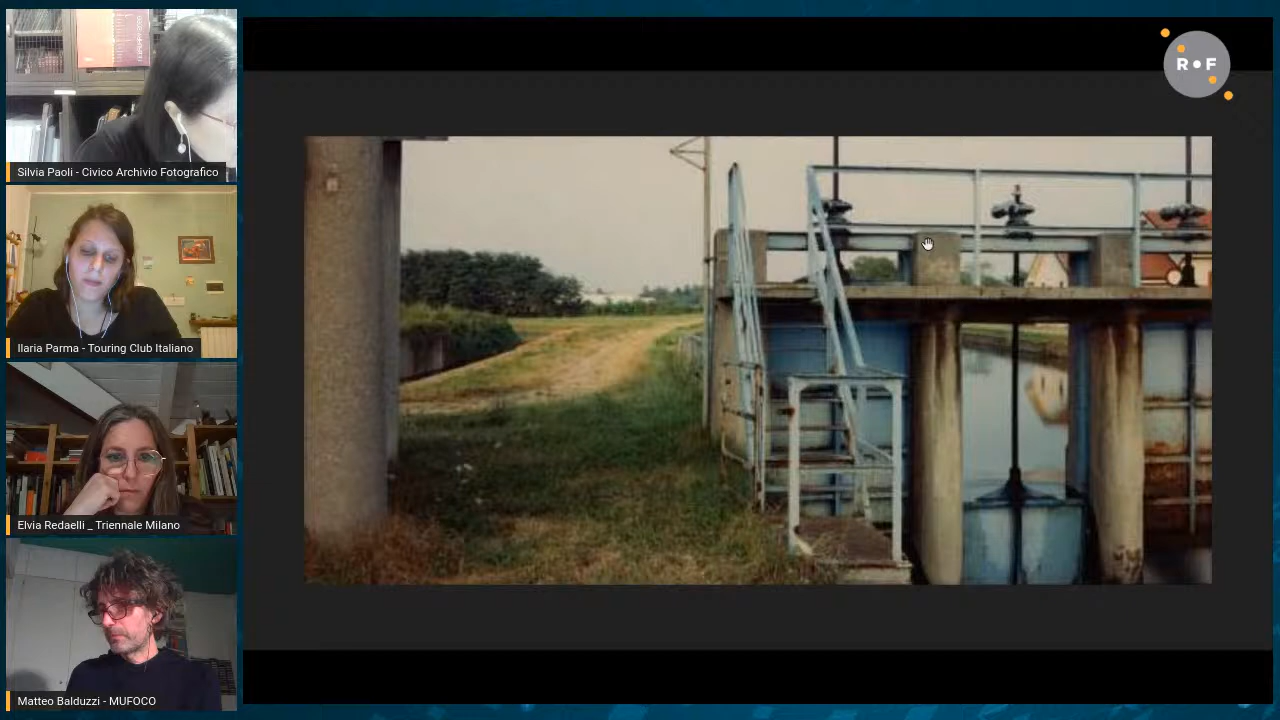 Silvia Paoli - Civico Archivio Fotografico
Ilaria Parma - Touring Club Italiano
Elvia Redaelli _ Triennale Milano
Matteo Balduzzi - MUFOCO
R•F